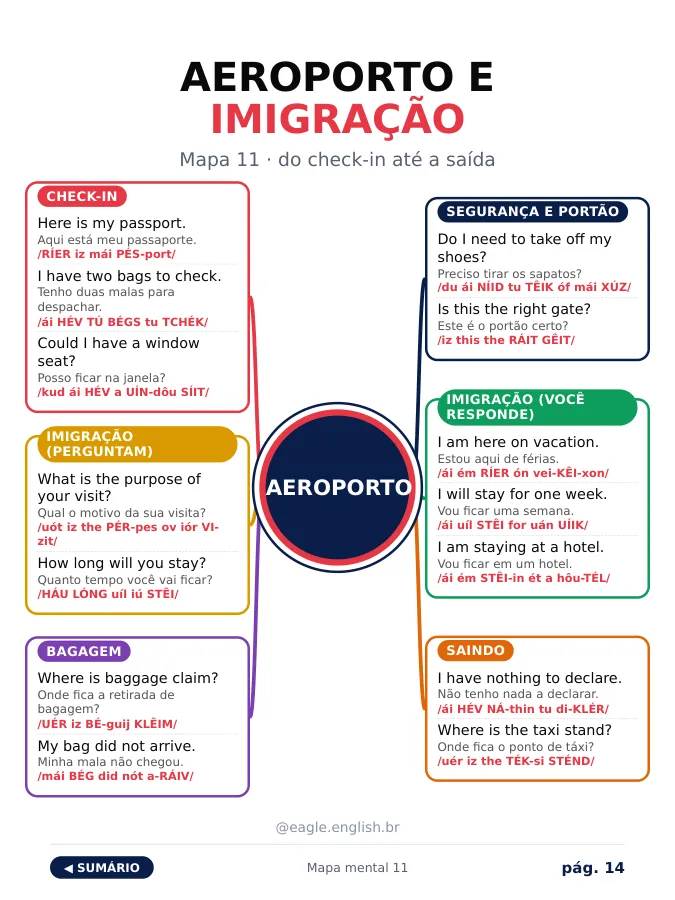 AEROPORTO E
IMIGRAÇÃO
Mapa 11 · do check-in até a saída
CHECK-IN
Here is my passport.
Aqui está meu passaporte.
/RÍER iz mái PÉS-port/
I have two bags to check.
Tenho duas malas para
despachar.
/ái HÉV TÚ BÉGS tu TCHÉK/
Could I have a window
seat?
Posso ficar na janela?
/kud ái HÉV a UÍN-dôu SÍIT/
IMIGRAÇÃO
(PERGUNTAM)
What is the purpose of
your visit?
Qual o motivo da sua visita?
/uót iz the PÉR-pes ov iór VI-
zit/
How long will you stay?
Quanto tempo você vai ficar?
/HÁU LÓNG uíl iú STÊI/
BAGAGEM
Where is baggage claim?
Onde fica a retirada de
bagagem?
/UÉR iz BÉ-guij KLÊIM/
My bag did not arrive.
Minha mala não chegou.
/mái BÉG did nót a-RÁIV/
AEROPORTO
SEGURANÇA E PORTÃO
Do I need to take off my
shoes?
Preciso tirar os sapatos?
/du ái NÍID tu TÊIK óf mái XÚZ/
Is this the right gate?
Este é o portão certo?
/iz this the RÁIT GÊIT/
IMIGRAÇÃO (VOCÊ
RESPONDE)
I am here on vacation.
Estou aqui de férias.
/ái ém RÍER ón vei-KÊI-xon/
I will stay for one week.
Vou ficar uma semana.
/ái uíl STÊI for uán UÍIK/
I am staying at a hotel.
Vou ficar em um hotel.
/ái ém STÊI-in ét a hôu-TÉL/
SAINDO
I have nothing to declare.
Não tenho nada a declarar.
/ái HÉV NÁ-thin tu di-KLÉR/
Where is the taxi stand?
Onde fica o ponto de táxi?
/uér iz the TÉK-si STÉND/
@eagle.english.br
◀ SUMÁRIO
Mapa mental 11
pág. 14